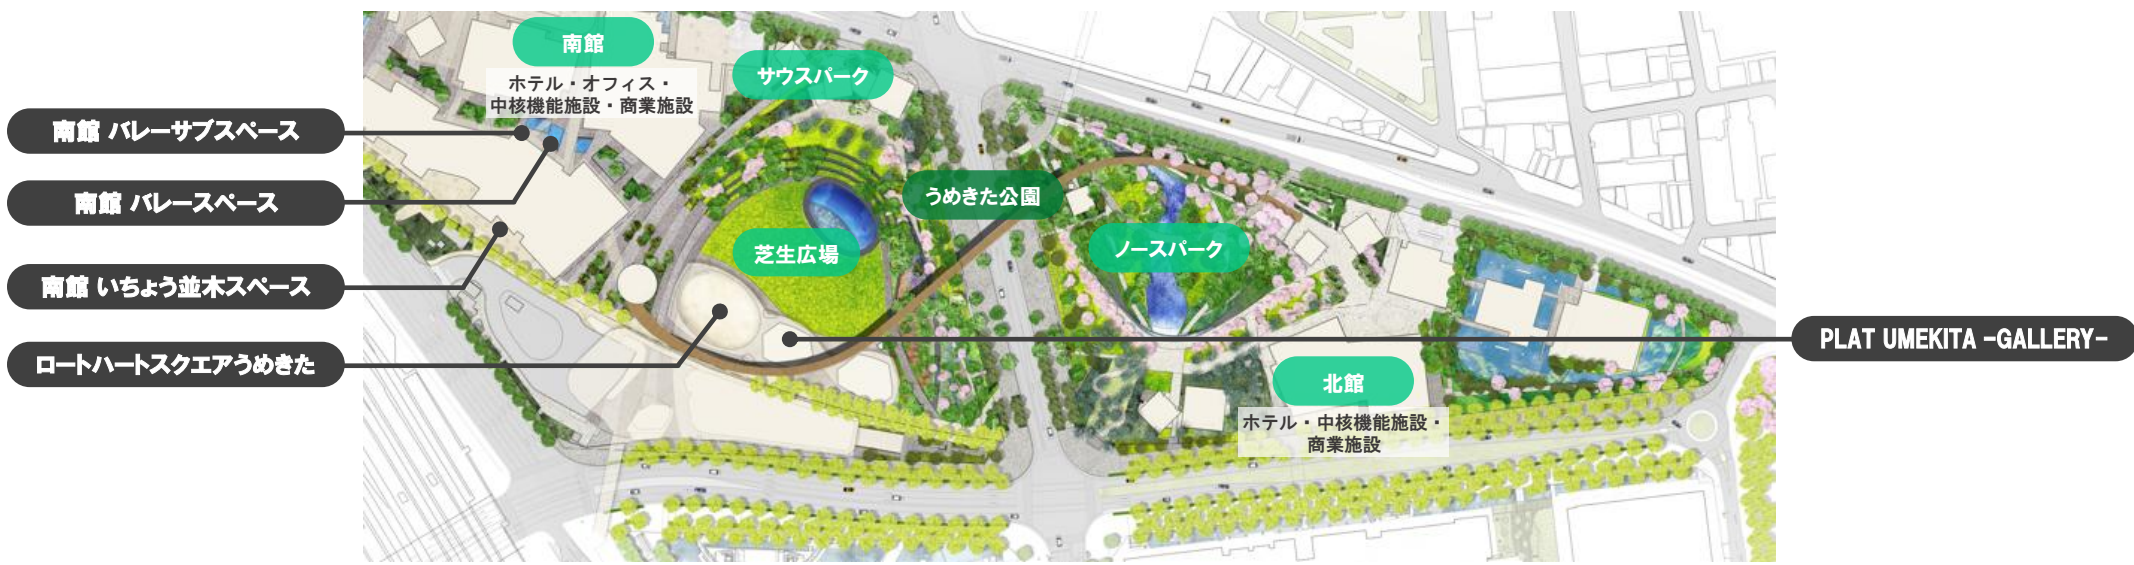 南館
ホテル・オフィス・
中核機能施設・商業施設
サウスパーク
南館 バレーサブスペース
南館 バレースペース
うめきた公園
芝生広場
ノースパーク
南館 いちょう並木スペース
ロートハートスクエアうめきた
PLAT UMEKITA -GALLERY-
北館
ホテル・中核機能施設・
商業施設